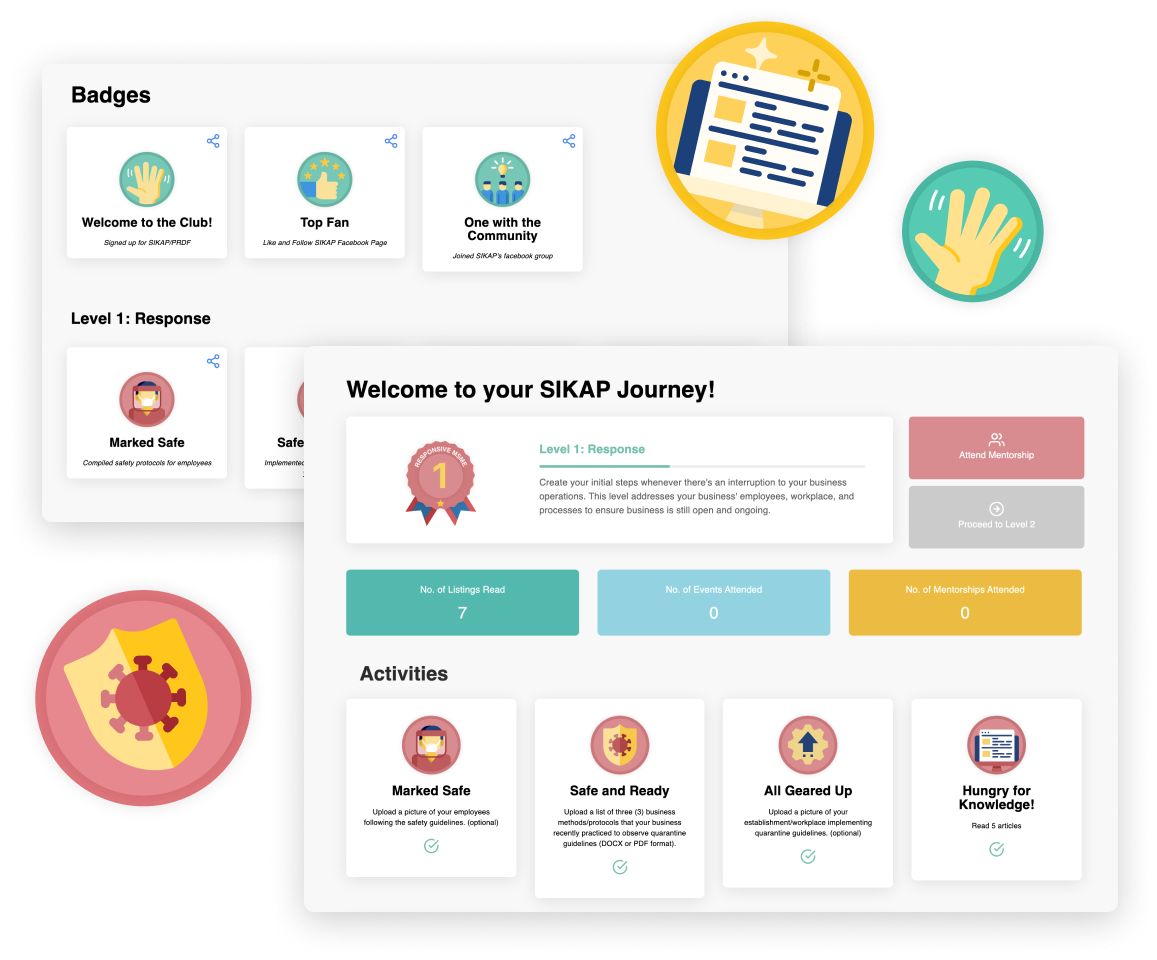 Badges
Welcome to the Club!
Signed up for SIKAP/PRDF
Top Fan
Like and Follow SIKAP Facebook Page
One with the
Community
Joined SIKAP's facebook group
Level 1: Response
Marked Safe
Compiled safety protocols for employees
Safe
Implemented
Welcome to your SIKAP Journey!
RESPONSIVE MSME
1
Level 1: Response
Create your initial steps whenever there's an interruption to your business
operations. This level addresses your business' employees, workplace, and
processes to ensure business is still open and ongoing.
Attend Mentorship
Proceed to Level 2
No. of Listings Read
7
No. of Events Attended
0
No. of Mentorships Attended
0
Activities
Marked Safe
Upload a picture of your employees
following the safety guidelines. (optional)
Safe and Ready
Upload a list of three (3) business
methods/protocols that your business
recently practiced to observe quarantine
guidelines (DOCX or PDF format).
All Geared Up
Upload a picture of your
establishment/workplace implementing
quarantine guidelines. (optional)
Hungry for
Knowledge!
Read 5 articles